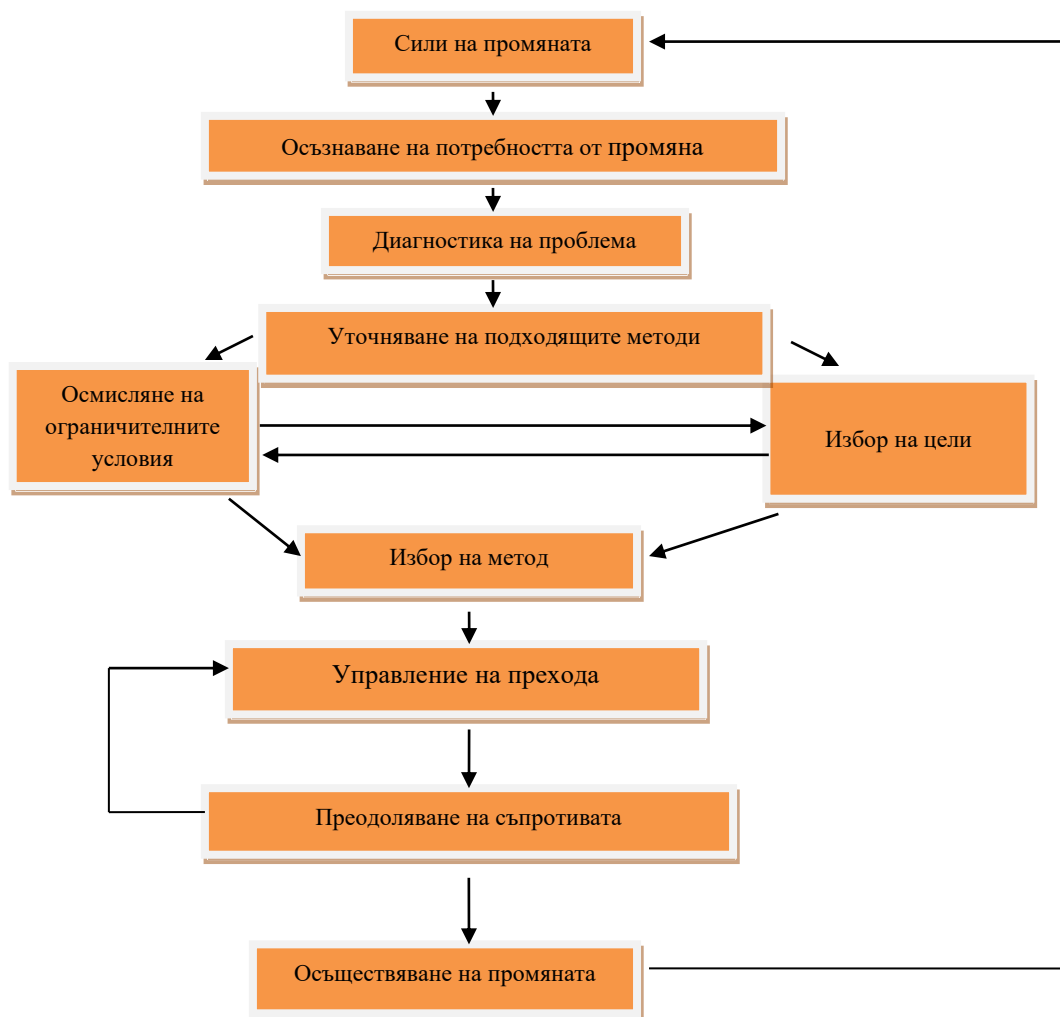 Сили на промяната
Осъзнаване на потребността от промяна
Диагностика на проблема
Уточняване на подходящите методи
Осмисляне на
ограничителните
условия
Избор на цели
Избор на метод
Управление на прехода
Преодоляване на съпротивата
Осъществяване на промяната